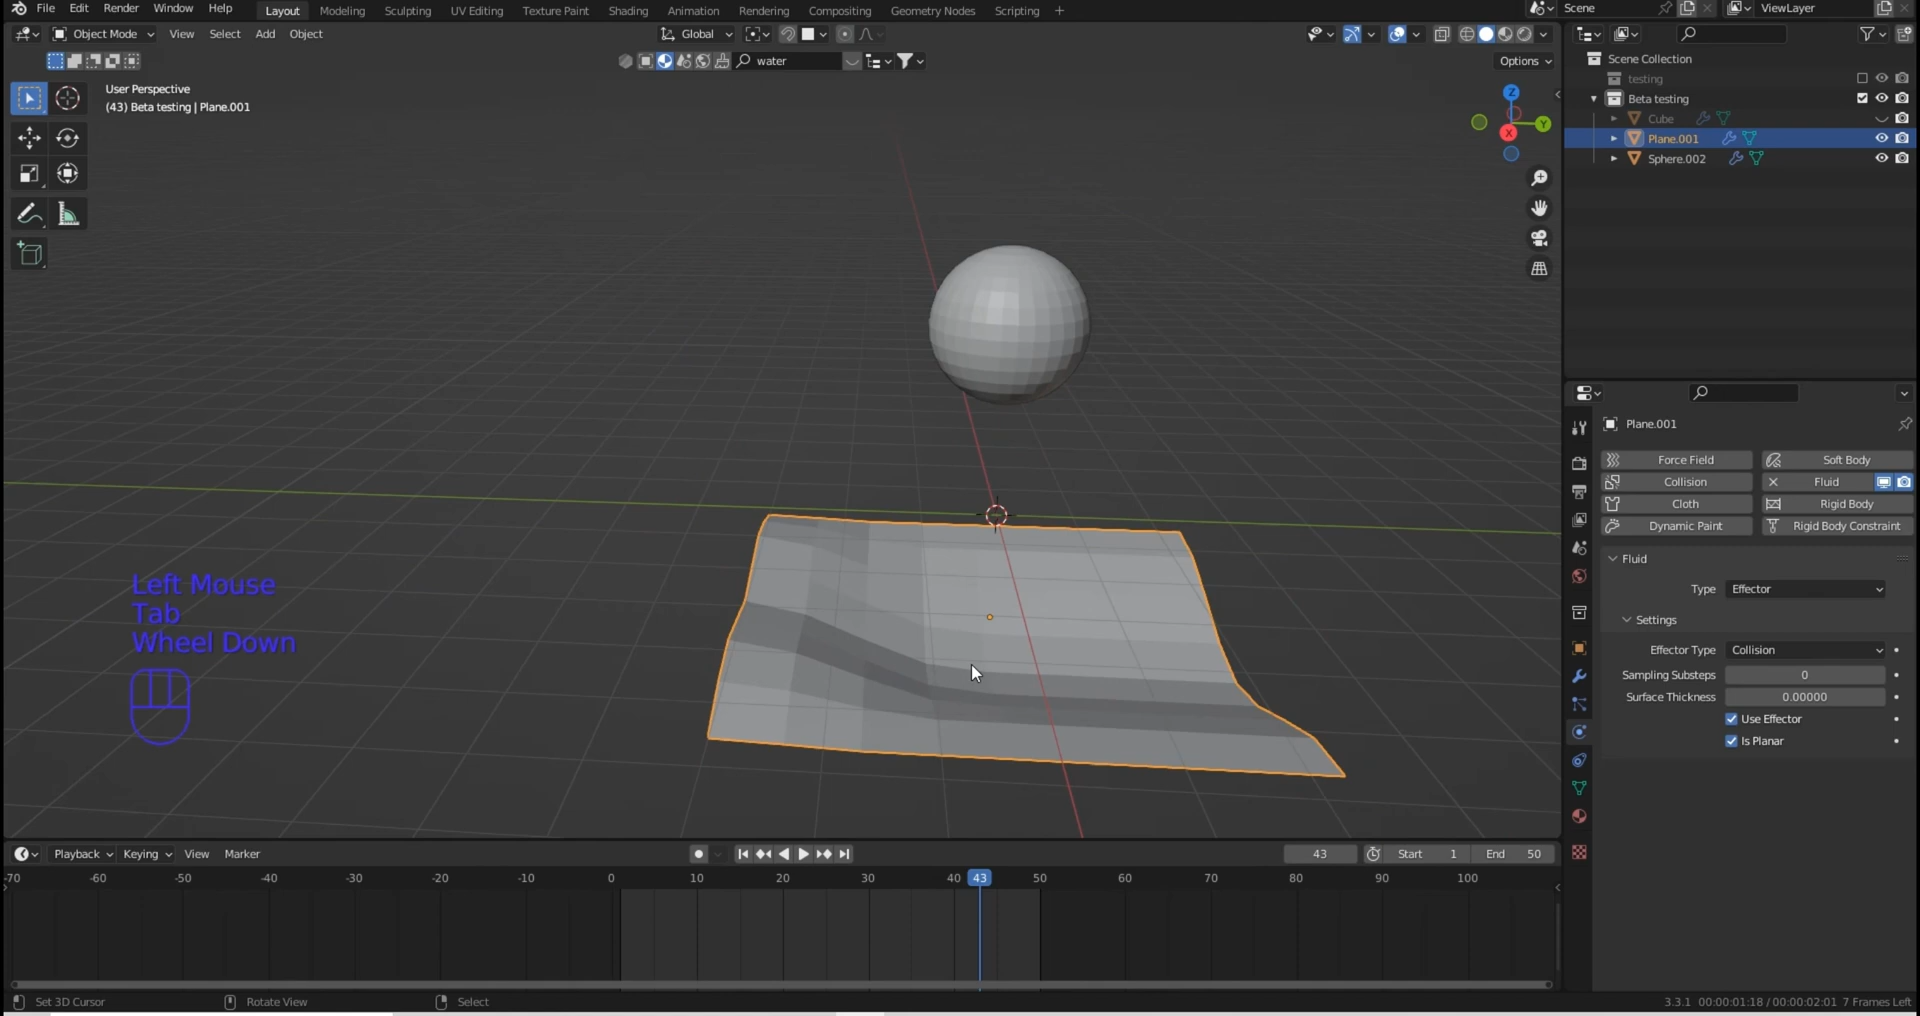 File Edit Render Window Help Layout Modeling Sculpting UV Editing Texture Paint Shading Animation Rendering Compositing Geometry Nodes Scripting + Scene ViewLayer
Object Mode View Select Add Object Global
water Options
User Perspective
(43) Beta testing | Plane.001
Z
Y
X
Left Mouse
Tab
Wheel Down
Scene Collection
testing
Beta testing
Cube
Plane.001
Sphere.002
Plane.001
Force Field Soft Body
Collision Fluid
Cloth Rigid Body
Dynamic Paint Rigid Body Constraint
Fluid
Type Effector
Settings
Effector Type Collision
Sampling Substeps 0
Surface Thickness 0.00000
Use Effector
Is Planar
Playback Keying View Marker 43 Start 1 End 50
-70 -60 -50 -40 -30 -20 -10 0 10 20 30 40 43 50 60 70 80 90 100
Set 3D Cursor Rotate View Select 3.3.1 00:00:01:18 / 00:00:02:01 7 Frames Left